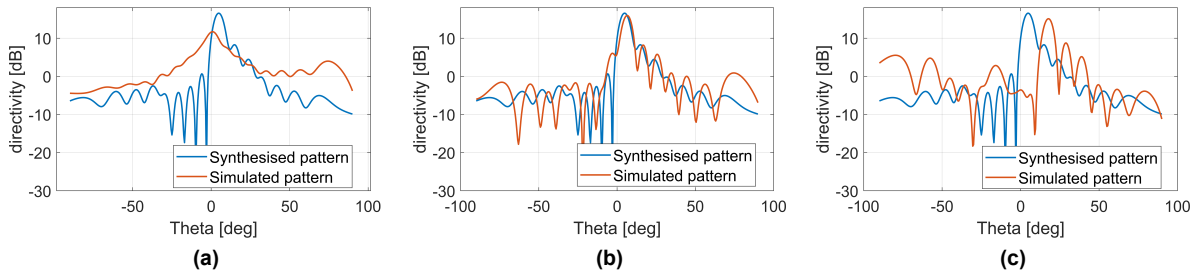 directivity [dB]
10
0
-10
-20
-30
Synthesised pattern
Simulated pattern
-50
0
50
100
Theta [deg]
(a)
directivity [dB]
10
0
-10
-20
-30
Synthesised pattern
Simulated pattern
-100
-50
0
50
100
Theta [deg]
(b)
directivity [dB]
10
0
-10
-20
-30
Synthesised pattern
Simulated pattern
-100
-50
0
50
100
Theta [deg]
(c)